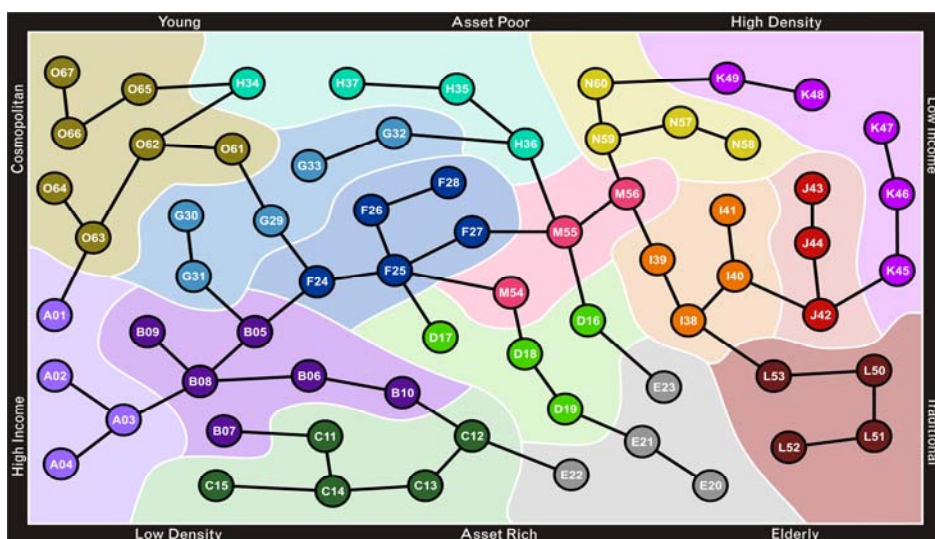 Young Asset Poor High Density
Cosmopolitan
Low Income
High Income
Traditional
O67 O65 H34 H37 H35 N60 K49 K48
O66 O62 O61 G32 G33 H36 N59 N57 N58 K47
O64 G30 F28 M56 J43 K46
O63 G29 F26 F27 M55 I41 J44
G31 F24 F25 M54 I39 I40 K45
A01 B09 B05 D17 D16 I38 J42
A02 B08 B06 B10 D18 E23 L53 L50
A03 B07 C11 C12 D19 E21 L52 L51
A04 C15 C14 C13 E22 E20
Low Density Asset Rich Elderly